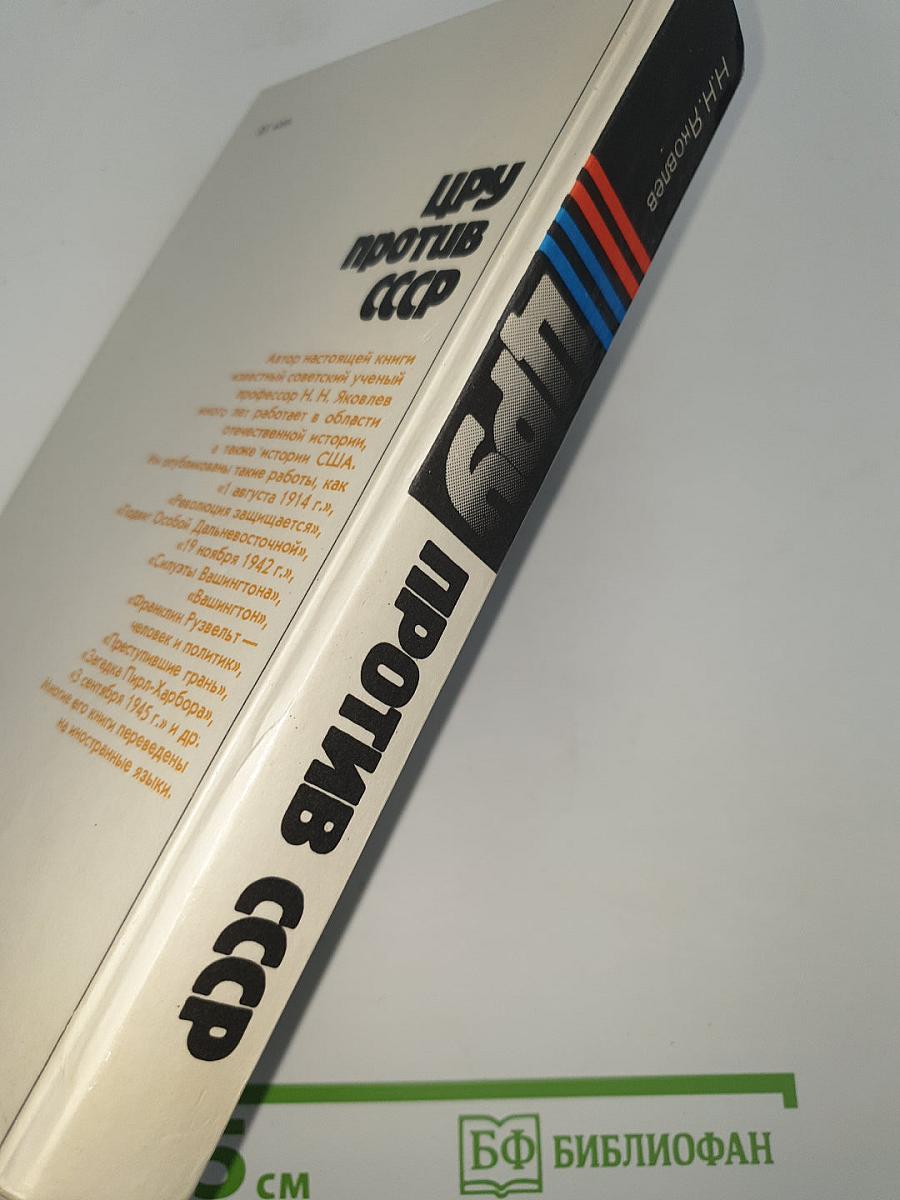 ЦРУ
против
СССР
Автор настоящей книги
известный советский ученый
профессор Н. Н. Яковлев
много лет работает в области
отечественной истории,
а также истории США.
Им опубликованы такие работы, как
«1 августа 1914 г.»,
«Революция защищается»,
«Подвиг Особой Дальневосточной»,
«19 ноября 1942 г.»,
«Силуэты Вашингтона»,
«Вашингтон»,
«Франклин Рузвельт —
человек и политик»,
«Преступившие грань»,
«Загадка Пирл-Харбора»,
«3 сентября 1945 г.» и др.
Многие его книги переведены
на иностранные языки.
Н.Н.Яковлев
ЦРУ ПРОТИВ СССР
5 см
БФ БИБЛИОФАН